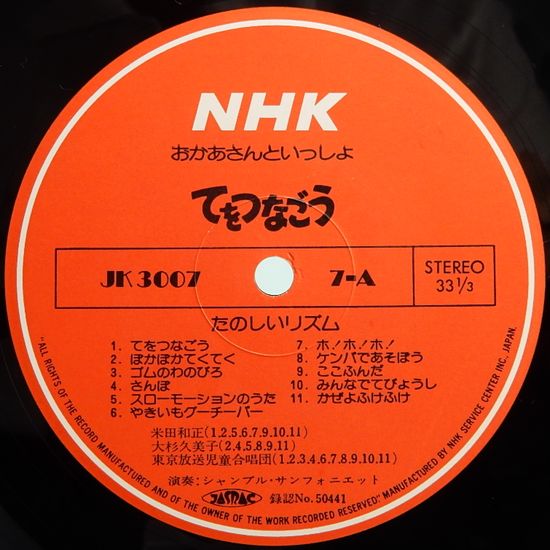 NHK
おかあさんといっしょ
てをつなごう
JK 3007
7-A
STEREO
33 1/3
たのしいリズム
1. てをつなごう
2. ぽかぽかてくてく
3. ゴムのわのびろ
4. さんぽ
5. スローモーションのうた
6. やきいもグーチーパー
7. ホ!ホ!ホ!
8. ケンパであそぼう
9. ここふんだ
10. みんなでてびょうし
11. かぜよふけふけ
米田和正(1.2.5.6.7.9.10.11)
大杉久美子(2.4.5.8.9.11)
東京放送児童合唱団(1.2.3.4.6.7.8.9.10.11)
演奏:シャンブル・サンフォニエット
JASRAC 録認No. 50441
"ALL RIGHTS OF THE RECORD MANUFACTURED AND OF THE OWNER OF THE WORK RECORDED RESERVED." MANUFACTURED BY NHK SERVICE CENTER INC. JAPAN.